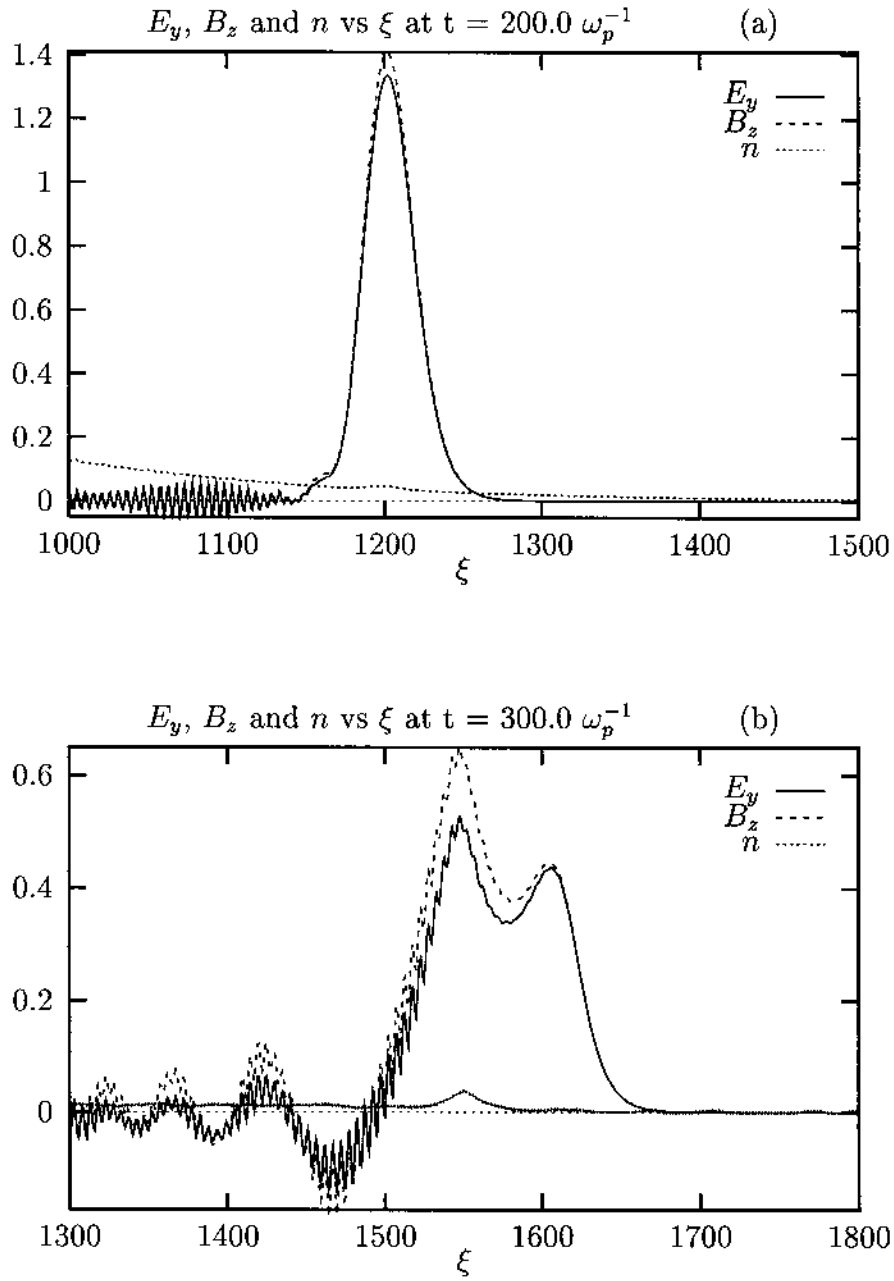 E_y, B_z and n vs ξ at t = 200.0 ω_p^{-1} (a)
1.4
1.2
1
0.8
0.6
0.4
0.2
0
E_y
B_z
n
1000 1100 1200 1300 1400 1500
ξ
E_y, B_z and n vs ξ at t = 300.0 ω_p^{-1} (b)
0.6
0.4
0.2
0
E_y
B_z
n
1300 1400 1500 1600 1700 1800
ξ